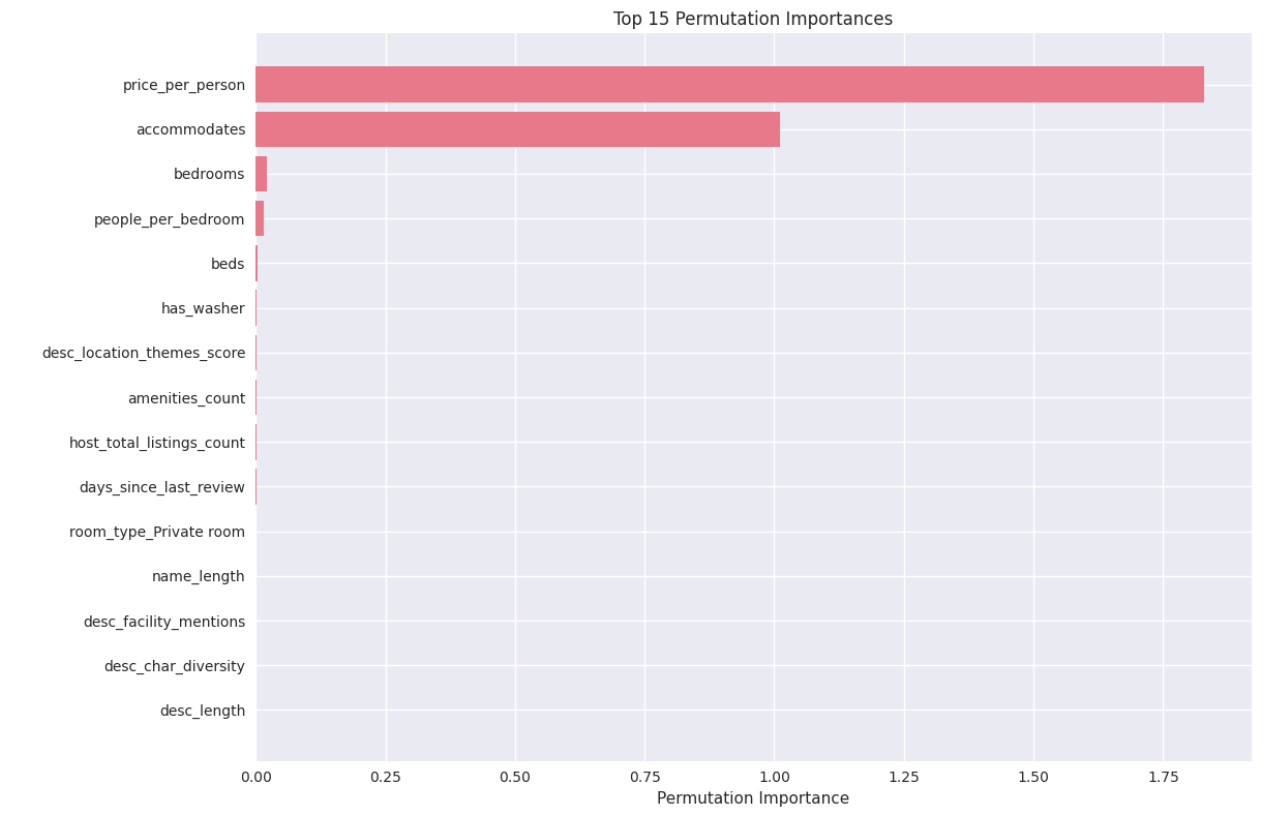 Top 15 Permutation Importances
price_per_person
accommodates
bedrooms
people_per_bedroom
beds
has_washer
desc_location_themes_score
amenities_count
host_total_listings_count
days_since_last_review
room_type_Private room
name_length
desc_facility_mentions
desc_char_diversity
desc_length
0.00 0.25 0.50 0.75 1.00 1.25 1.50 1.75
Permutation Importance